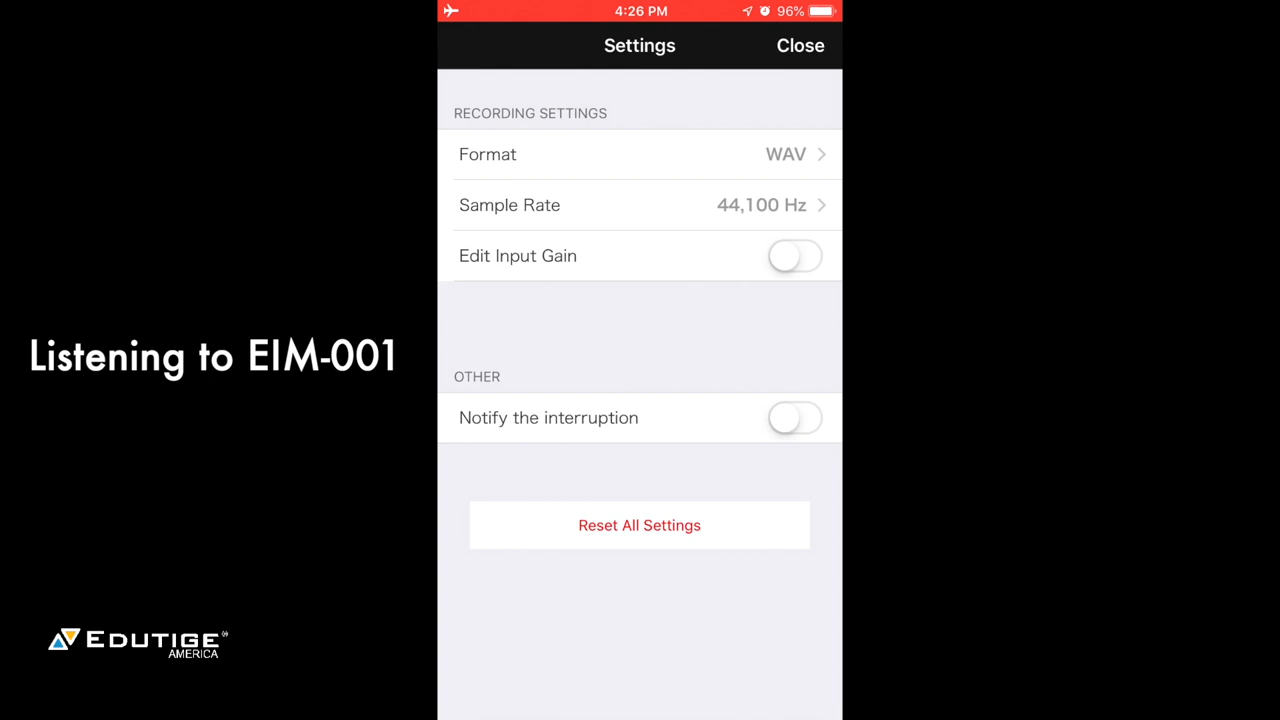 4:26 PM
96%
Settings
Close
RECORDING SETTINGS
Format
WAV
Sample Rate
44,100 Hz
Edit Input Gain
Listening to EIM-001
OTHER
Notify the interruption
Reset All Settings
EDUTIGE
AMERICA